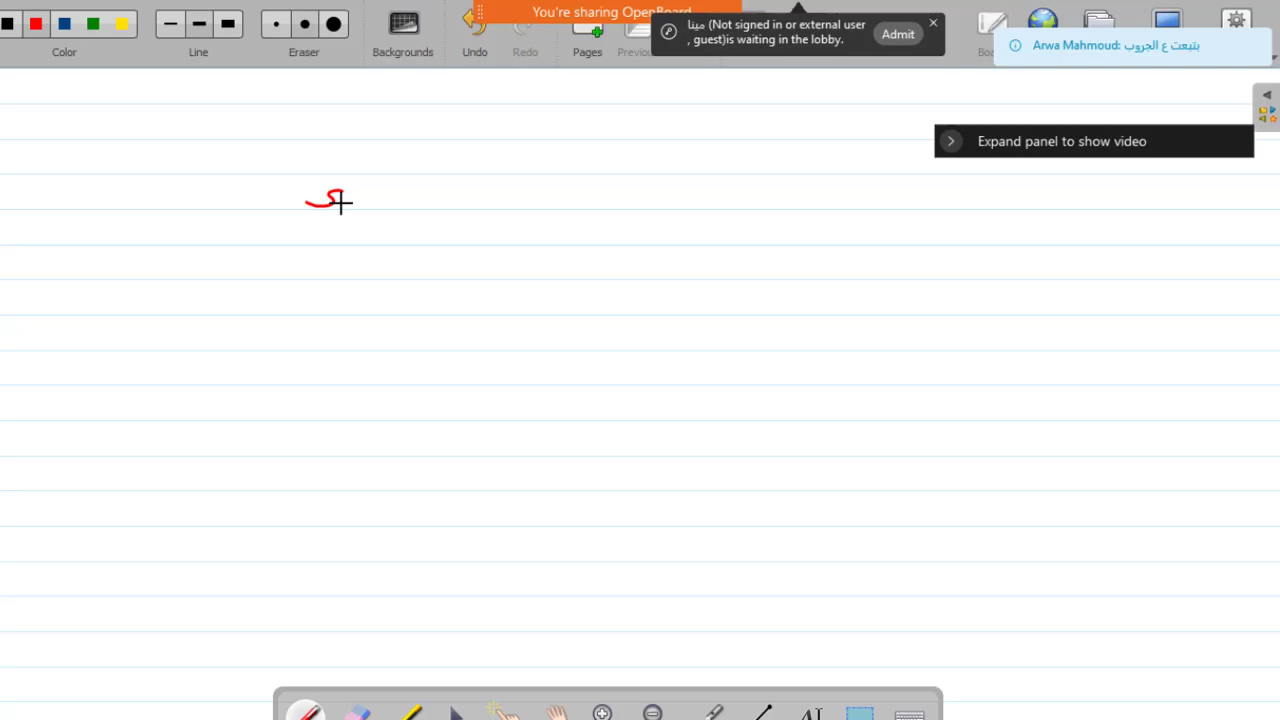 You're sharing OpenBoard
مينا (Not signed in or external user
, guest)is waiting in the lobby.
Admit
Arwa Mahmoud: بتبعت ع الجروب
Color
Line
Eraser
Backgrounds
Undo
Redo
Pages
Expand panel to show video